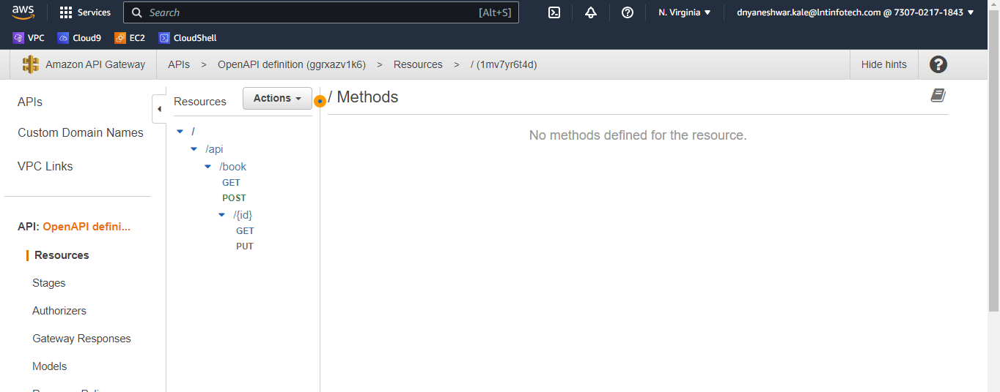 aws Services Search [Alt+S] N. Virginia dnyaneshwar.kale@lntinfotech.com @ 7307-0217-1843
VPC Cloud9 EC2 CloudShell
Amazon API Gateway APIs > OpenAPI definition (ggrxazv1k6) > Resources > / (1mv7yr6t4d) Hide hints
APIs
Custom Domain Names
VPC Links
API: OpenAPI defini...
Resources
Stages
Authorizers
Gateway Responses
Models
Resources Actions
/
/api
/book
GET
POST
/{id}
GET
PUT
/ Methods
No methods defined for the resource.